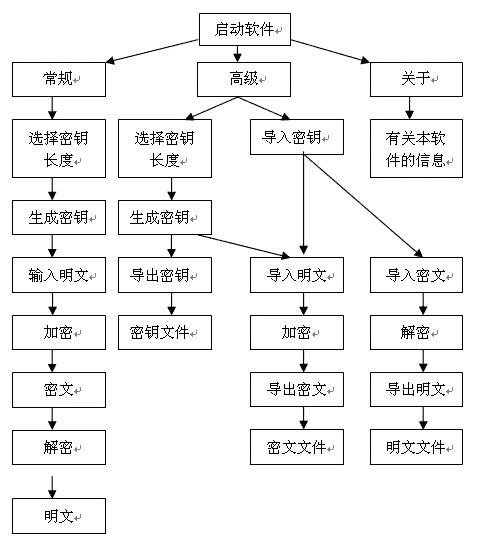 启动软件
常规
高级
关于
选择密钥
长度
选择密钥
长度
导入密钥
有关本软
件的信息
生成密钥
生成密钥
输入明文
导出密钥
导入明文
导入密文
加密
密钥文件
加密
解密
密文
导出密文
导出明文
解密
密文文件
明文文件
明文